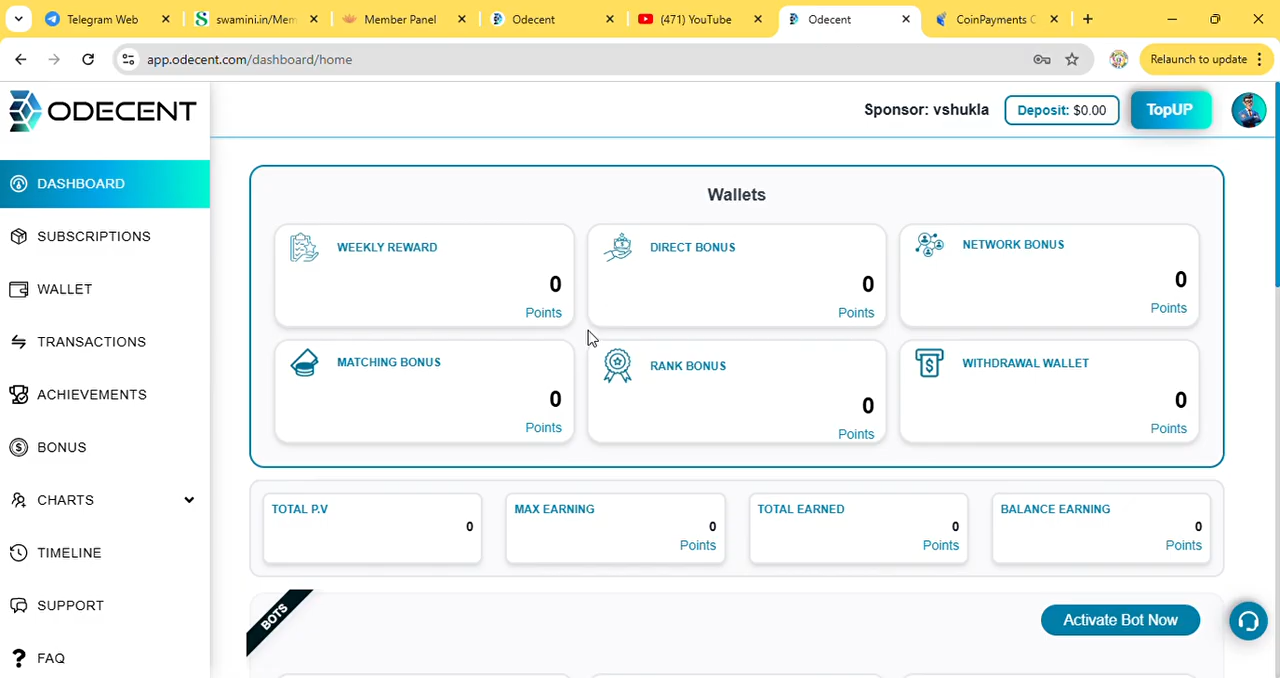 Telegram Web
swamini.in/Mem
Member Panel
Odecent
(471) YouTube
Odecent
CoinPayments C
app.odecent.com/dashboard/home
Relaunch to update
ODECENT
Sponsor: vshukla
Deposit: $0.00
TopUP
DASHBOARD
SUBSCRIPTIONS
WALLET
TRANSACTIONS
ACHIEVEMENTS
BONUS
CHARTS
TIMELINE
SUPPORT
FAQ
Wallets
WEEKLY REWARD
0
Points
DIRECT BONUS
0
Points
NETWORK BONUS
0
Points
MATCHING BONUS
0
Points
RANK BONUS
0
Points
WITHDRAWAL WALLET
0
Points
TOTAL P.V
0
MAX EARNING
0
Points
TOTAL EARNED
0
Points
BALANCE EARNING
0
Points
BOTS
Activate Bot Now